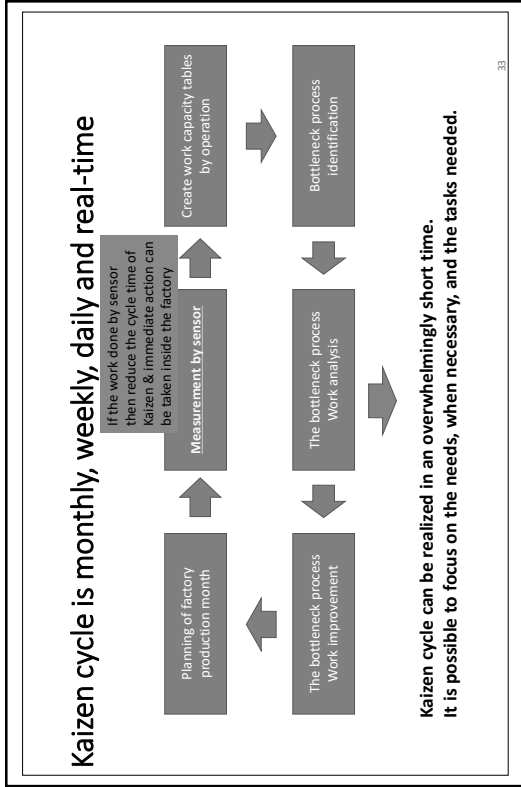 Kaizen cycle is monthly, weekly, daily and real-time
If the work done by sensor
then reduce the cycle time of
Kaizen & immediate action can
be taken inside the factory
Planning of factory
production month
Measurement by sensor
Create work capacity tables
by operation
The bottleneck process
Work improvement
The bottleneck process
Work analysis
Bottleneck process
identification
Kaizen cycle can be realized in an overwhelmingly short time.
It is possible to focus on the needs, when necessary, and the tasks needed.
33